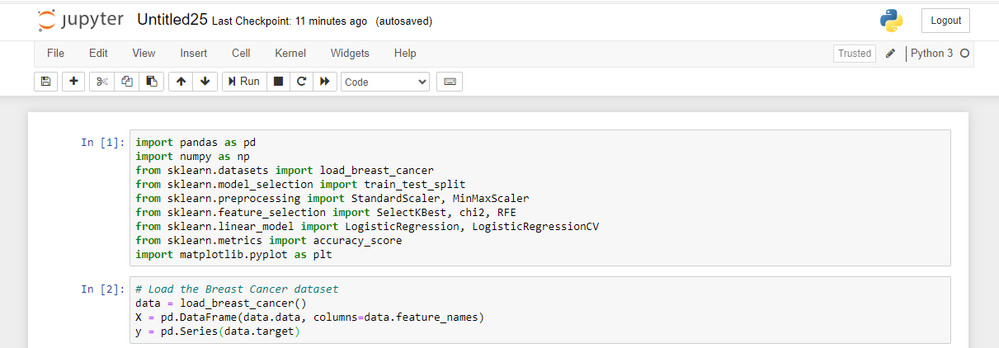 jupyter Untitled25 Last Checkpoint: 11 minutes ago (autosaved)
Logout
File Edit View Insert Cell Kernel Widgets Help
Trusted
Python 3
Run
Code
In [1]:
import pandas as pd
import numpy as np
from sklearn.datasets import load_breast_cancer
from sklearn.model_selection import train_test_split
from sklearn.preprocessing import StandardScaler, MinMaxScaler
from sklearn.feature_selection import SelectKBest, chi2, RFE
from sklearn.linear_model import LogisticRegression, LogisticRegressionCV
from sklearn.metrics import accuracy_score
import matplotlib.pyplot as plt
In [2]:
# Load the Breast Cancer dataset
data = load_breast_cancer()
X = pd.DataFrame(data.data, columns=data.feature_names)
y = pd.Series(data.target)